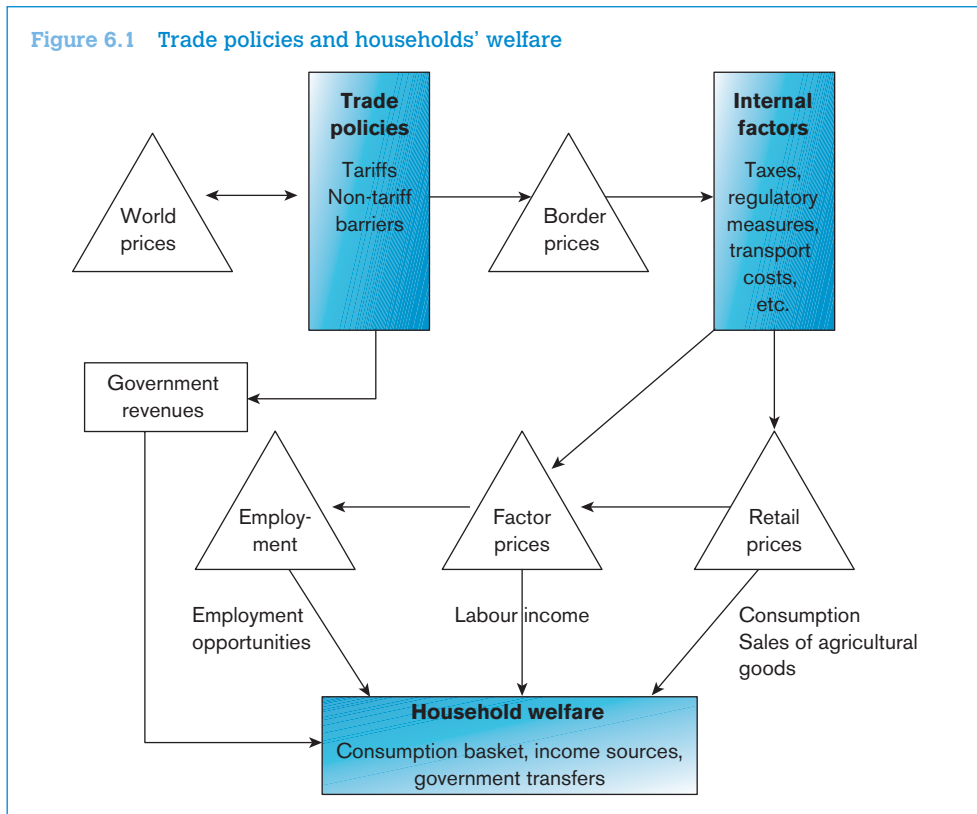 Figure 6.1 Trade policies and households' welfare
Trade
policies
Tariffs
Non-tariff
barriers
Internal
factors
Taxes,
regulatory
measures,
transport
costs,
etc.
World
prices
Border
prices
Government
revenues
Employ-
ment
Factor
prices
Retail
prices
Employment
opportunities
Labour income
Consumption
Sales of agricultural
goods
Household welfare
Consumption basket, income sources,
government transfers